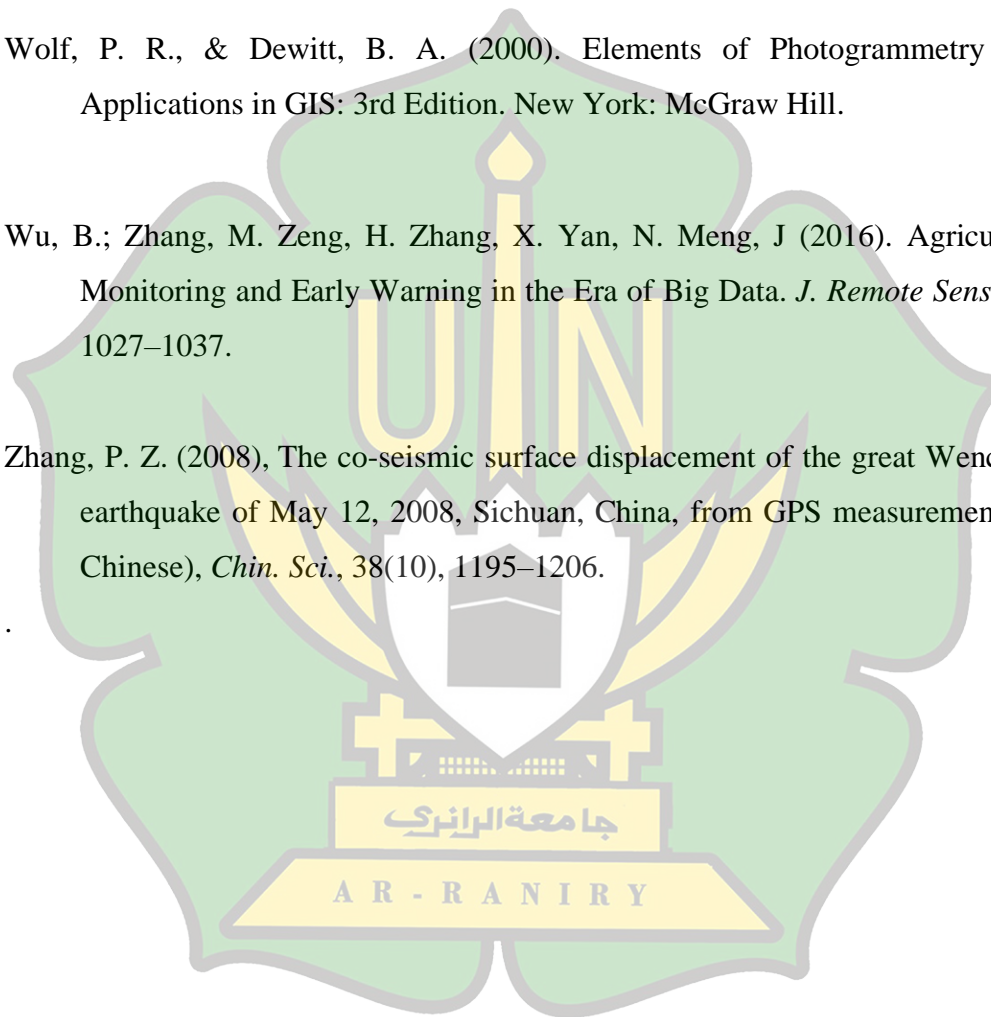 Wolf, P. R., & Dewitt, B. A. (2000). Elements of Photogrammetry
Applications in GIS: 3rd Edition. New York: McGraw Hill.
Wu, B.; Zhang, M. Zeng, H. Zhang, X. Yan, N. Meng, J (2016). Agricu
Monitoring and Early Warning in the Era of Big Data. J. Remote Sens
1027–1037.
Zhang, P. Z. (2008), The co-seismic surface displacement of the great Wenc
earthquake of May 12, 2008, Sichuan, China, from GPS measuremen
Chinese), Chin. Sci., 38(10), 1195–1206.
.
UIN
جامعة الرانري
AR-RANIRY